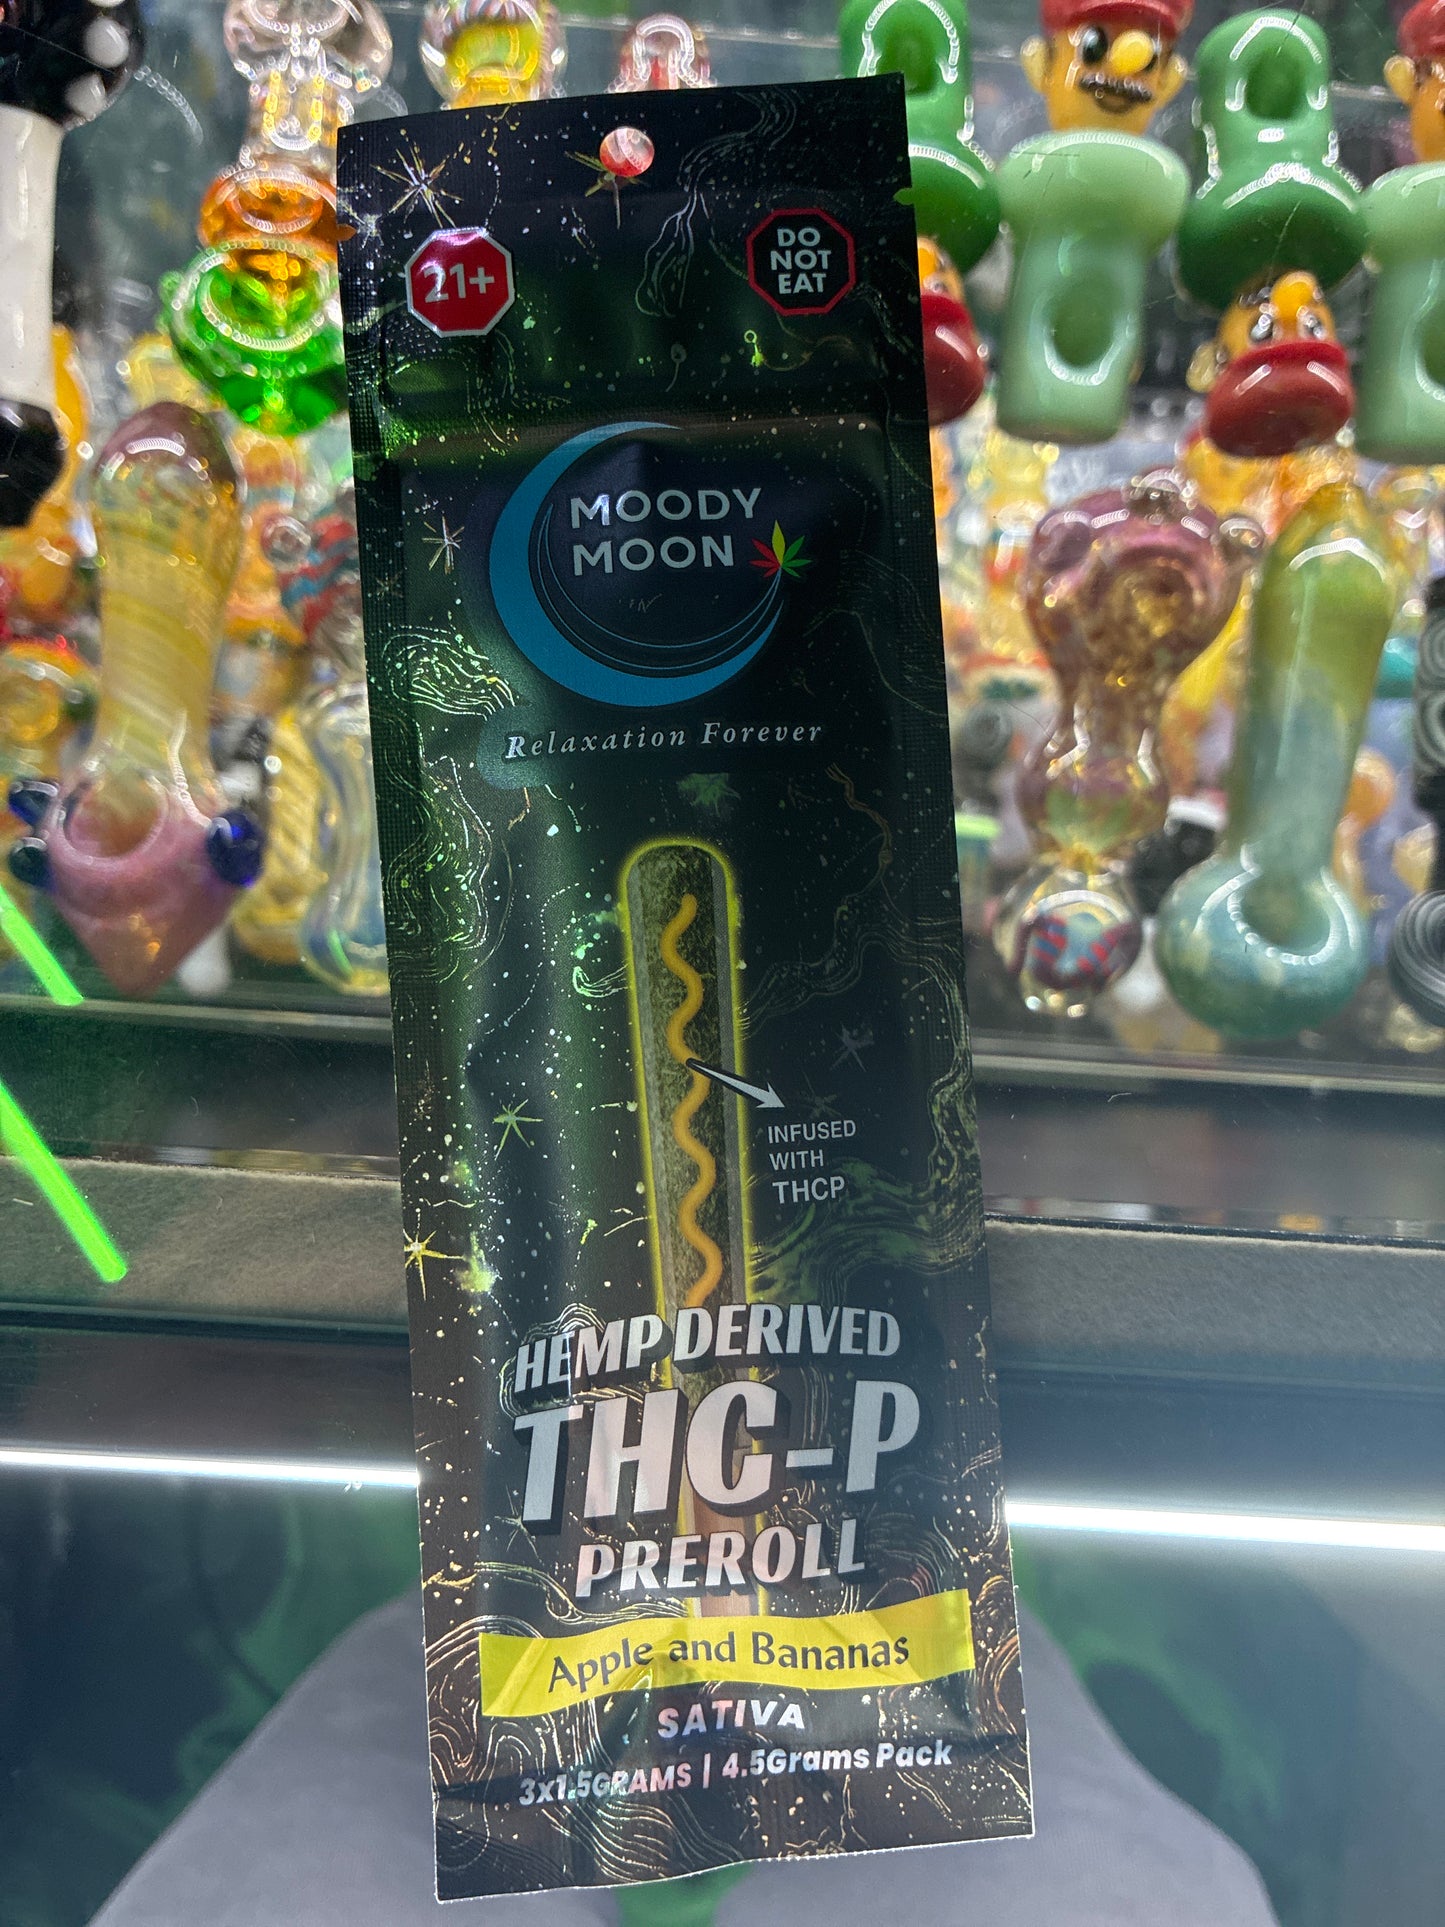 21+
DO
NOT
EAT
MOODY
MOON
Relaxation Forever
INFUSED
WITH
THCP
HEMP DERIVED
THC-P
PREROLL
Apple and Bananas
SATIVA
3x1.5GRAMS | 4.5Grams Pack